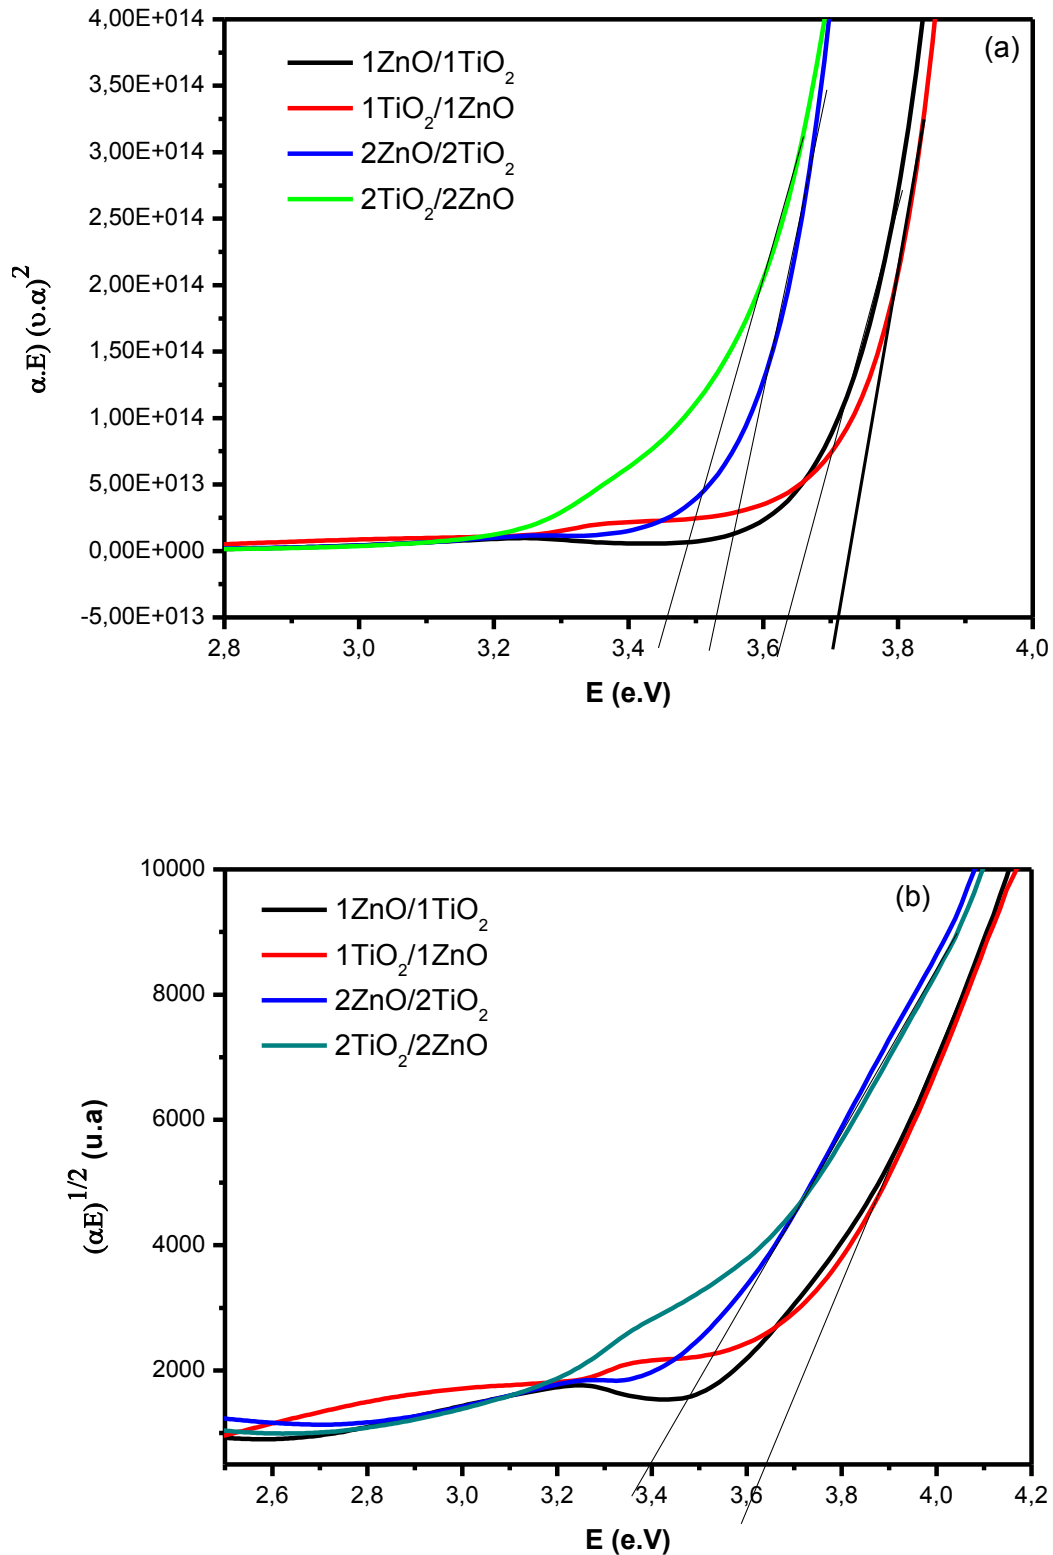 4,00E+014
3,50E+014
3,00E+014
2,50E+014
2,00E+014
1,50E+014
1,00E+014
5,00E+013
0,00E+000
-5,00E+013
α.E) (υ.α)²
(a)
1ZnO/1TiO₂
1TiO₂/1ZnO
2ZnO/2TiO₂
2TiO₂/2ZnO
2,8 3,0 3,2 3,4 3,6 3,8 4,0
E (e.V)
10000
8000
6000
4000
2000
(αE)^1/2 (u.a)
(b)
1ZnO/1TiO₂
1TiO₂/1ZnO
2ZnO/2TiO₂
2TiO₂/2ZnO
2,6 2,8 3,0 3,2 3,4 3,6 3,8 4,0 4,2
E (e.V)